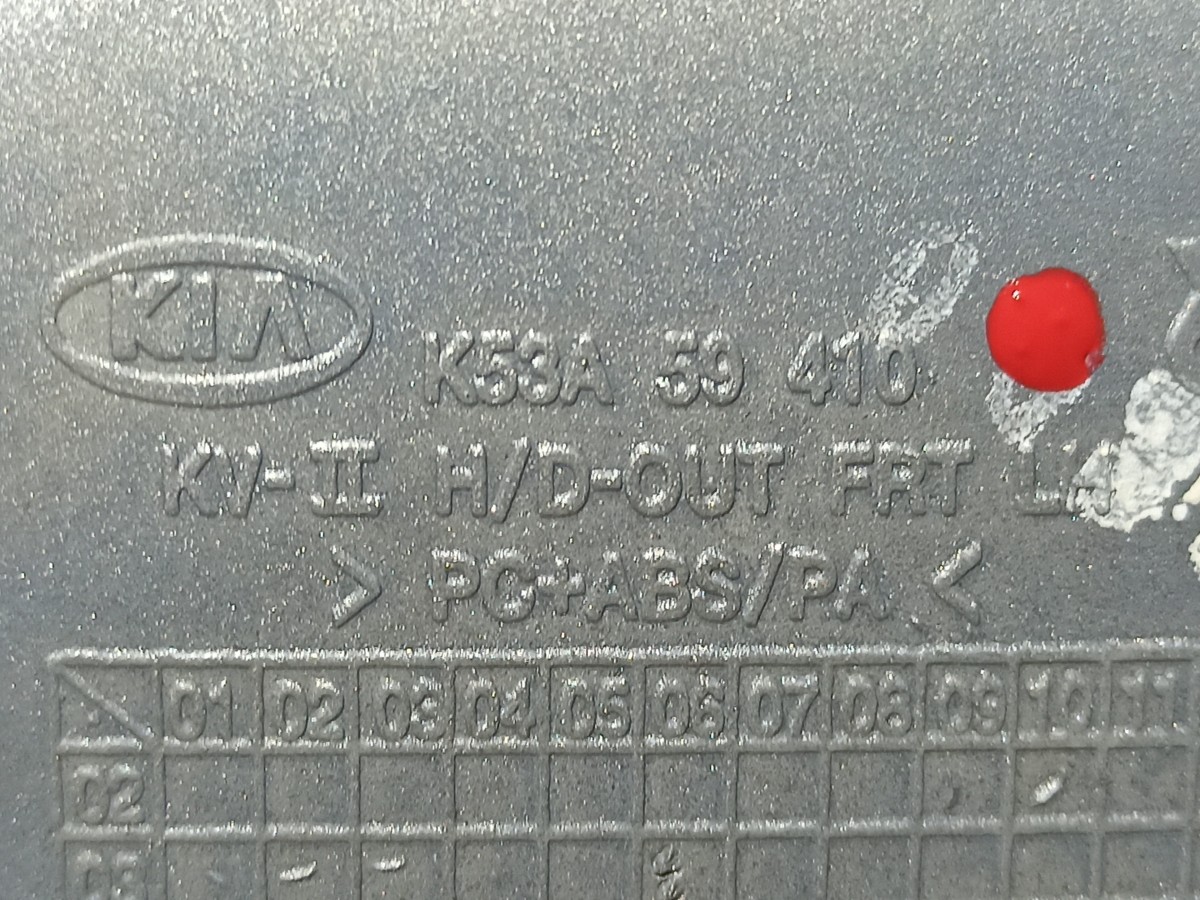 KIA
K53A 59 410
KV-II H/D-OUT FRT LH
> PC+ABS/PA <
01 02 03 04 05 06 07 08 09 10 11
02